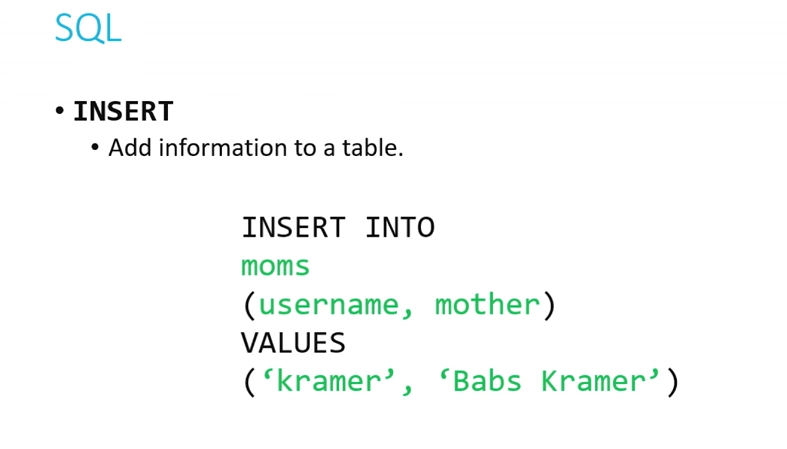 SQL
• INSERT
• Add information to a table.
INSERT INTO
moms
(username, mother)
VALUES
(‘kramer’, ‘Babs Kramer’)